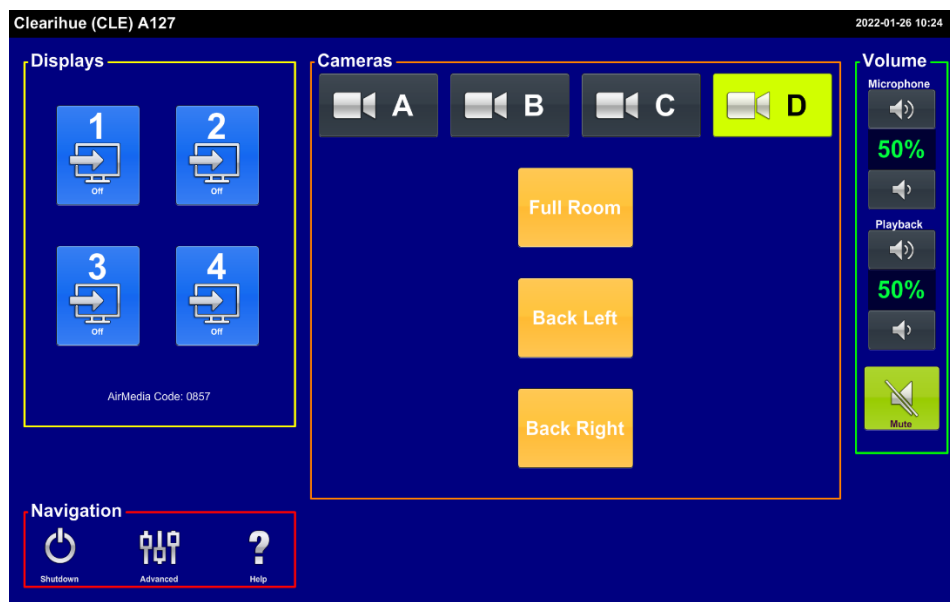 Clearihue (CLE) A127
2022-01-26 10:24
Displays
1
Off
2
Off
3
Off
4
Off
AirMedia Code: 0857
Cameras
A
B
C
D
Full Room
Back Left
Back Right
Volume
Microphone
50%
Playback
50%
Mute
Navigation
Shutdown
Advanced
?
Help